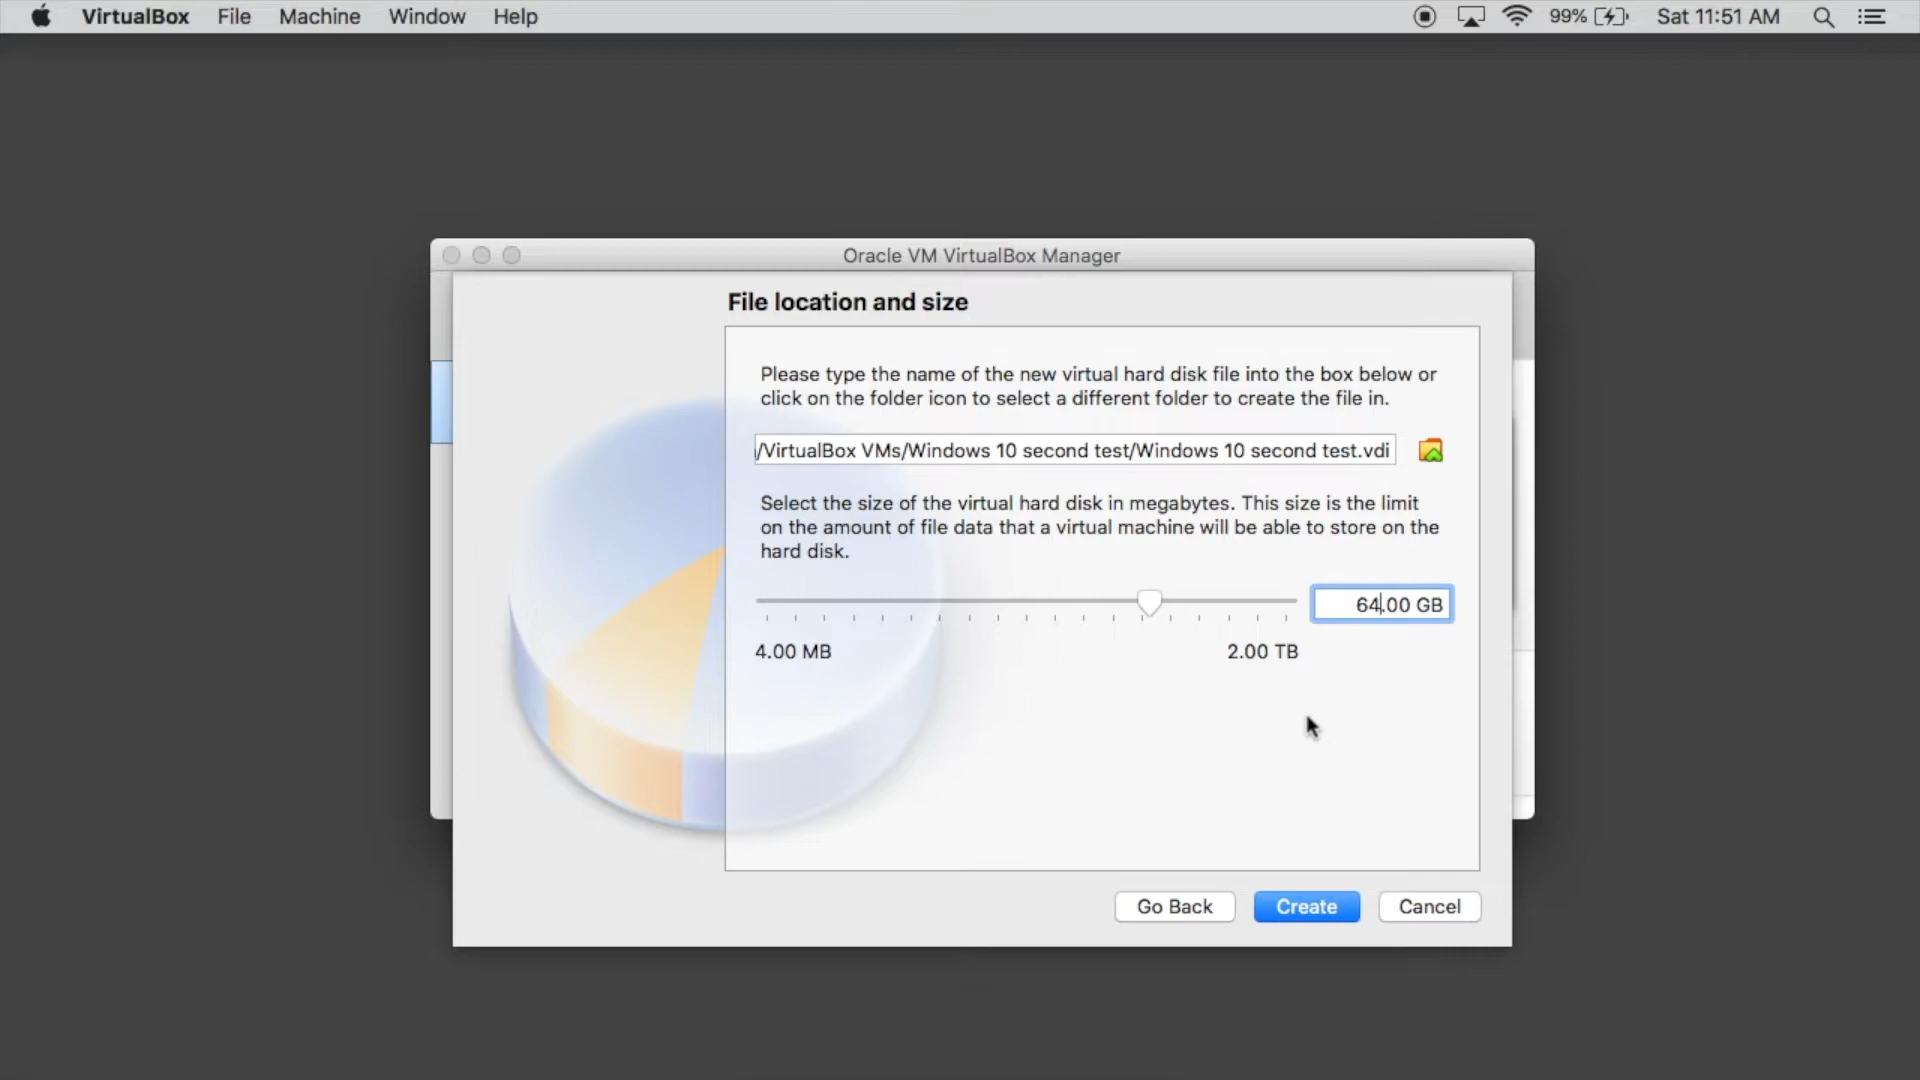 VirtualBox File Machine Window Help 99% Sat 11:51 AM
Oracle VM VirtualBox Manager
File location and size
Please type the name of the new virtual hard disk file into the box below or
click on the folder icon to select a different folder to create the file in.
/VirtualBox VMs/Windows 10 second test/Windows 10 second test.vdi
Select the size of the virtual hard disk in megabytes. This size is the limit
on the amount of file data that a virtual machine will be able to store on the
hard disk.
64.00 GB
4.00 MB 2.00 TB
Go Back Create Cancel